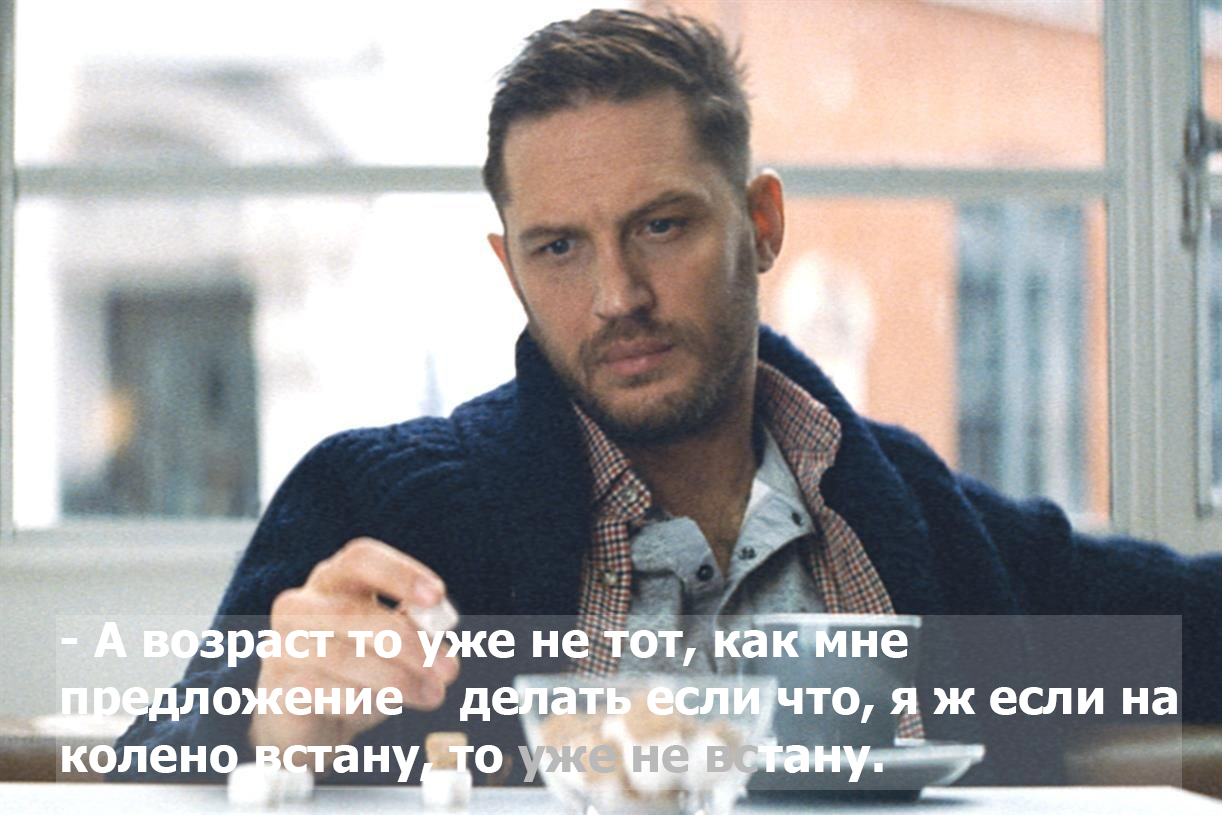 - А возраст то уже не тот, как мне
предложение делать если что, я ж если на
колено встану, то уже не встану.